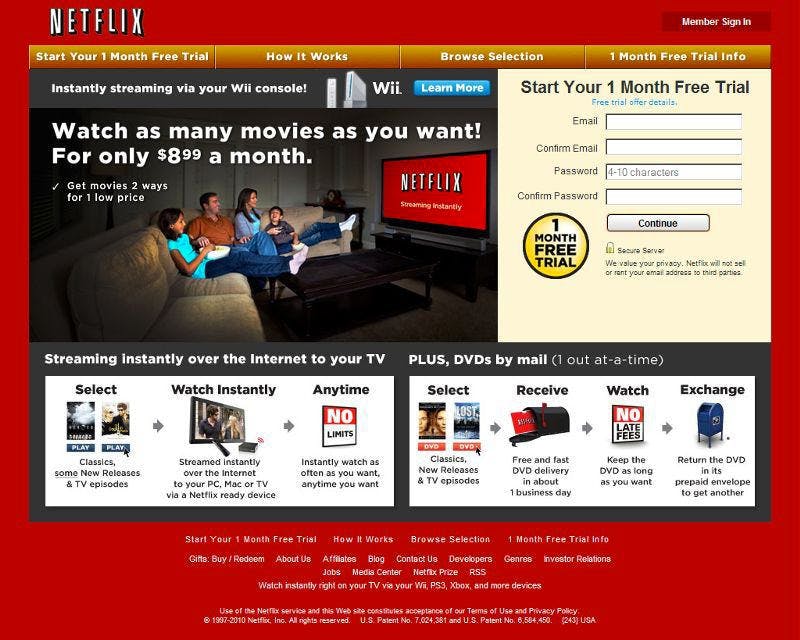 NETFLIX
Member Sign In
Start Your 1 Month Free Trial
How It Works
Browse Selection
1 Month Free Trial Info
Instantly streaming via your Wii console!
Wii
Learn More
Watch as many movies as you want!
For only $8.99 a month.
✓ Get movies 2 ways
for 1 low price
NETFLIX
Streaming Instantly
Start Your 1 Month Free Trial
Free trial offer details.
Email
Confirm Email
Password
4-10 characters
Confirm Password
Continue
1
MONTH
FREE
TRIAL
Secure Server
We value your privacy. Netflix will not sell
or rent your email address to third parties.
Streaming instantly over the Internet to your TV
Select
PLAY PLAY
Classics,
some New Releases
& TV episodes
Watch Instantly
Streamed instantly
over the Internet
to your PC, Mac or TV
via a Netflix ready device
Anytime
NO
LIMITS
Instantly watch as
often as you want,
anytime you want
PLUS, DVDs by mail (1 out at-a-time)
Select
LOST
DVD DVD
Classics,
New Releases
& TV episodes
Receive
Free and fast
DVD delivery
in about
1 business day
Watch
NO
LATE
FEES
Keep the
DVD as long
as you want
Exchange
Return the DVD
in its
prepaid envelope
to get another
Start Your 1 Month Free Trial How It Works Browse Selection 1 Month Free Trial Info
Gifts: Buy / Redeem About Us Affiliates Blog Contact Us Developers Genres Investor Relations
Jobs Media Center Netflix Prize RSS
Watch instantly right on your TV via your Wii, PS3, Xbox, and more devices
Use of the Netflix service and this Web site constitutes acceptance of our Terms of Use and Privacy Policy.
© 1997-2010 Netflix, Inc. All rights reserved. U.S. Patent No. 7,024,381 and U.S. Patent No. 6,584,450. {243} USA